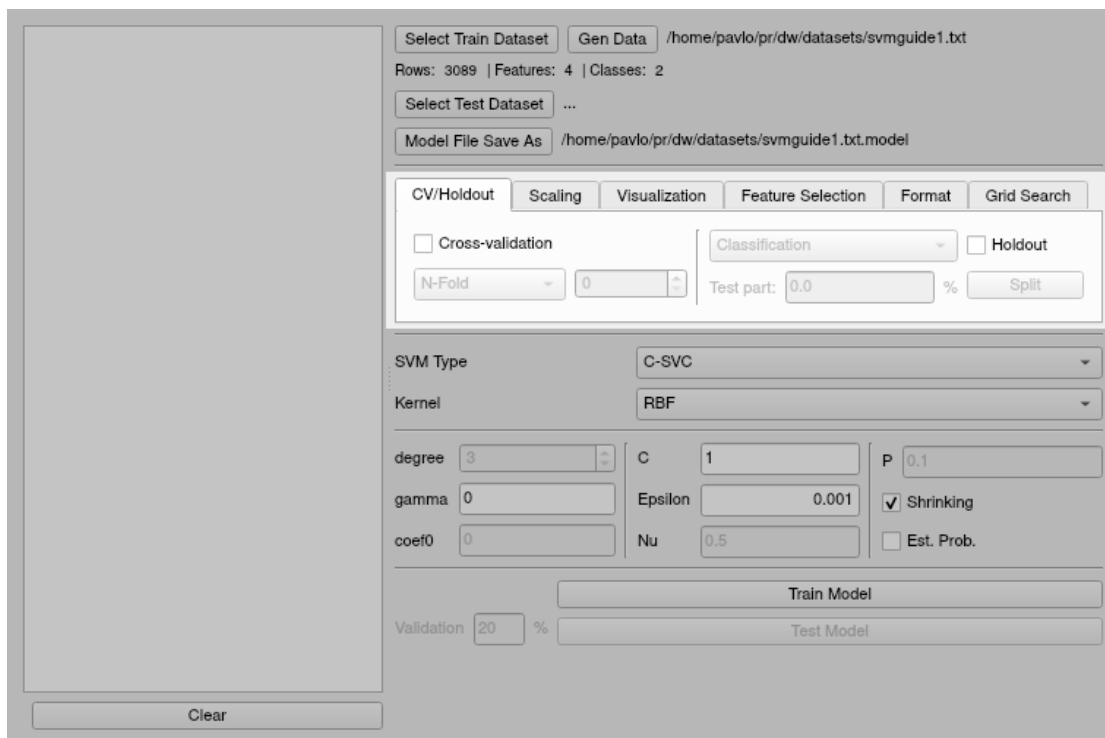 Select Train Dataset Gen Data /home/pavlo/pr/dw/datasets/svmguide1.txt
Rows: 3089 | Features: 4 | Classes: 2
Select Test Dataset ...
Model File Save As /home/pavlo/pr/dw/datasets/svmguide1.txt.model
CV/Holdout Scaling Visualization Feature Selection Format Grid Search
Cross-validation Classification Holdout
N-Fold 0 Test part: 0.0 % Split
SVM Type C-SVC
Kernel RBF
degree 3 C 1 P 0.1
gamma 0 Epsilon 0.001 Shrinking
coef0 0 Nu 0.5 Est. Prob.
Train Model
Validation 20 % Test Model
Clear